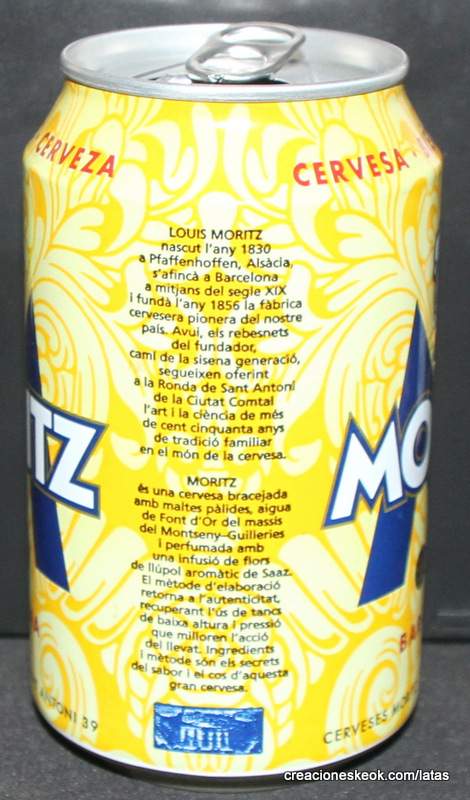 CERVEZA
CERVESA · B
LOUIS MORITZ
nascut l'any 1830
a Pfaffenhoffen, Alsàcia,
s'afincà a Barcelona
a mitjans del segle XIX
i fundà l'any 1856 la fàbrica
cervesera pionera del nostre
país. Avui, els rebesnets
del fundador,
camí de la sisena generació,
segueixen oferint
a la Ronda de Sant Antoni
de la Ciutat Comtal
l'art i la ciència de més
de cent cinquanta anys
de tradició familiar
en el món de la cervesa.
ITZ
MO
MORITZ
és una cervesa bracejada
amb maltes pàlides, aigua
de Font d'Or del massis
del Montseny–Guilleries
i perfumada amb
una infusió de flors
de llúpol aromàtic de Saaz.
El mètode d'elaboració
retorna a l'autenticitat,
recuperant l'ús de tancs
de baixa altura i pressió
que milloren l'acció
del llevat. Ingredients
i mètode són els secrets
del sabor i el cos d'aquesta
gran cervesa.
A
BA
ANTONI 39
CERVESES MO
creacioneskeok.com/latas